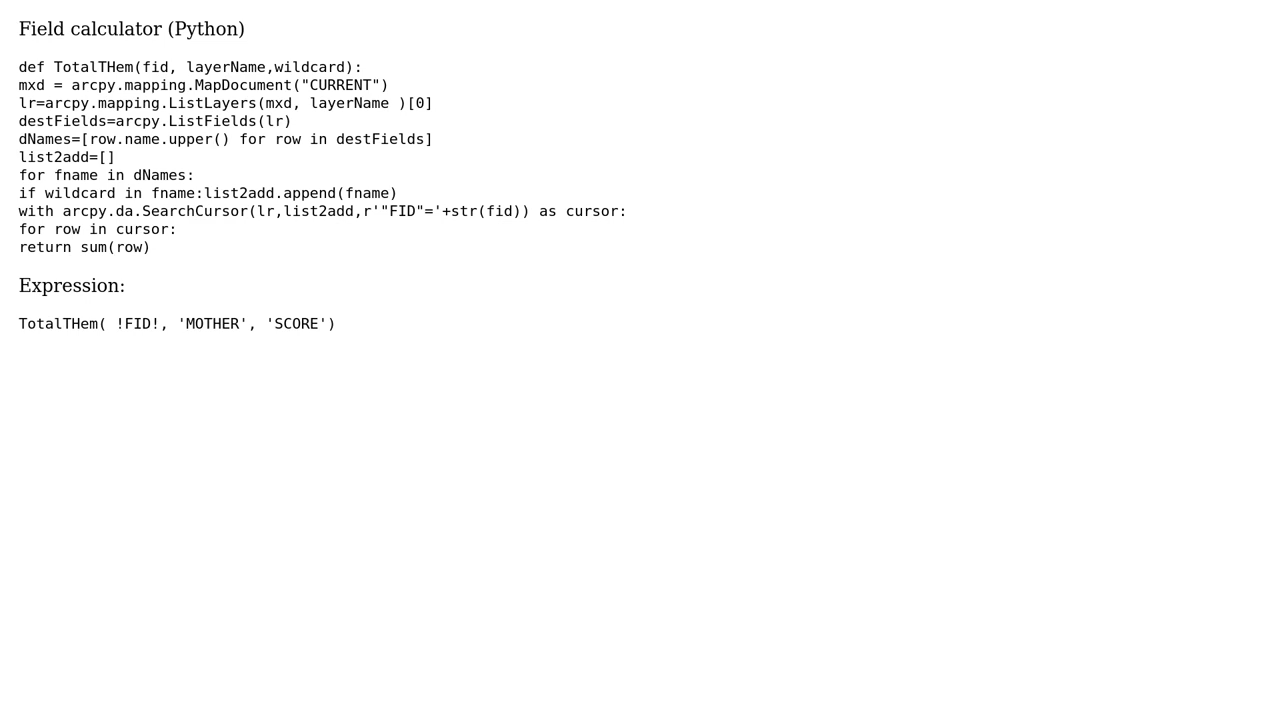 Field calculator (Python)
def TotalTHem(fid, layerName,wildcard):
mxd = arcpy.mapping.MapDocument("CURRENT")
lr=arcpy.mapping.ListLayers(mxd, layerName )[0]
destFields=arcpy.ListFields(lr)
dNames=[row.name.upper() for row in destFields]
list2add=[]
for fname in dNames:
if wildcard in fname:list2add.append(fname)
with arcpy.da.SearchCursor(lr,list2add,r'"FID"='+str(fid)) as cursor:
for row in cursor:
return sum(row)
Expression:
TotalTHem( !FID!, 'MOTHER', 'SCORE')